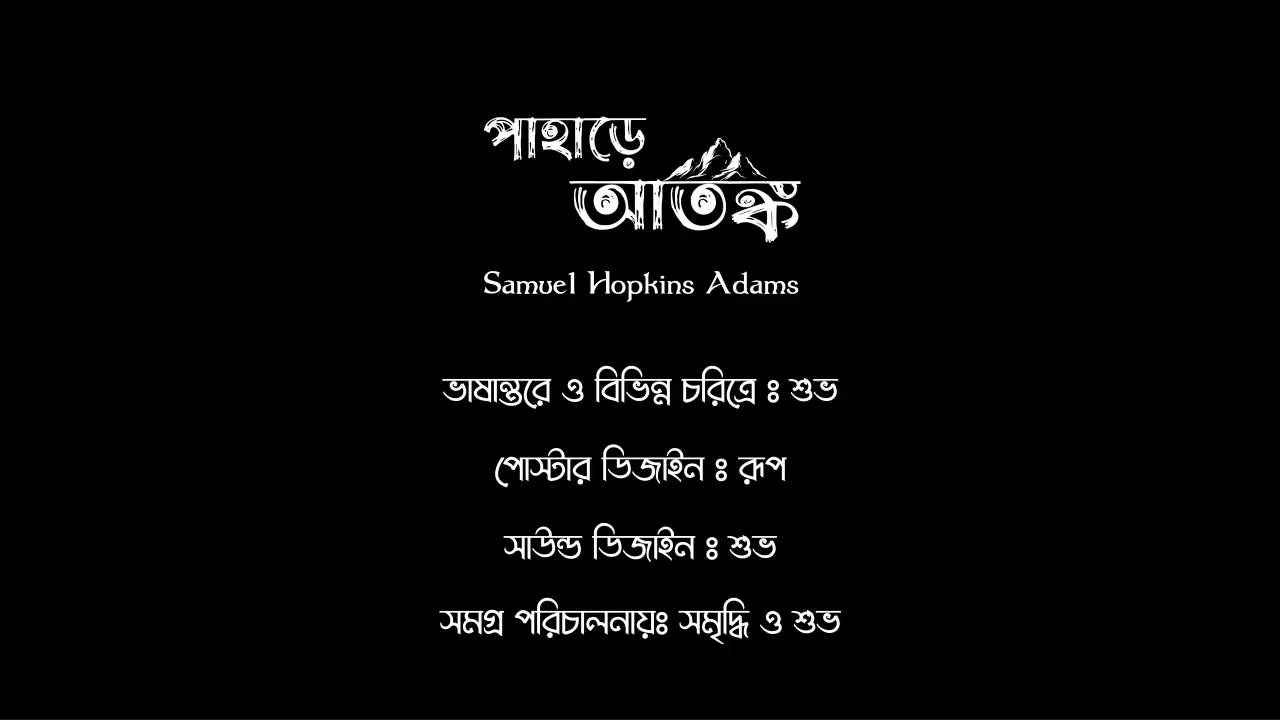 পাহাড়ে
আতঙ্ক
Samuel Hopkins Adams
ভাষান্তরে ও বিভিন্ন চরিত্রে ঃ শুভ
পোস্টার ডিজাইন ঃ রূপ
সাউন্ড ডিজাইন ঃ শুভ
সমগ্র পরিচালনায়ঃ সমৃদ্ধি ও শুভ